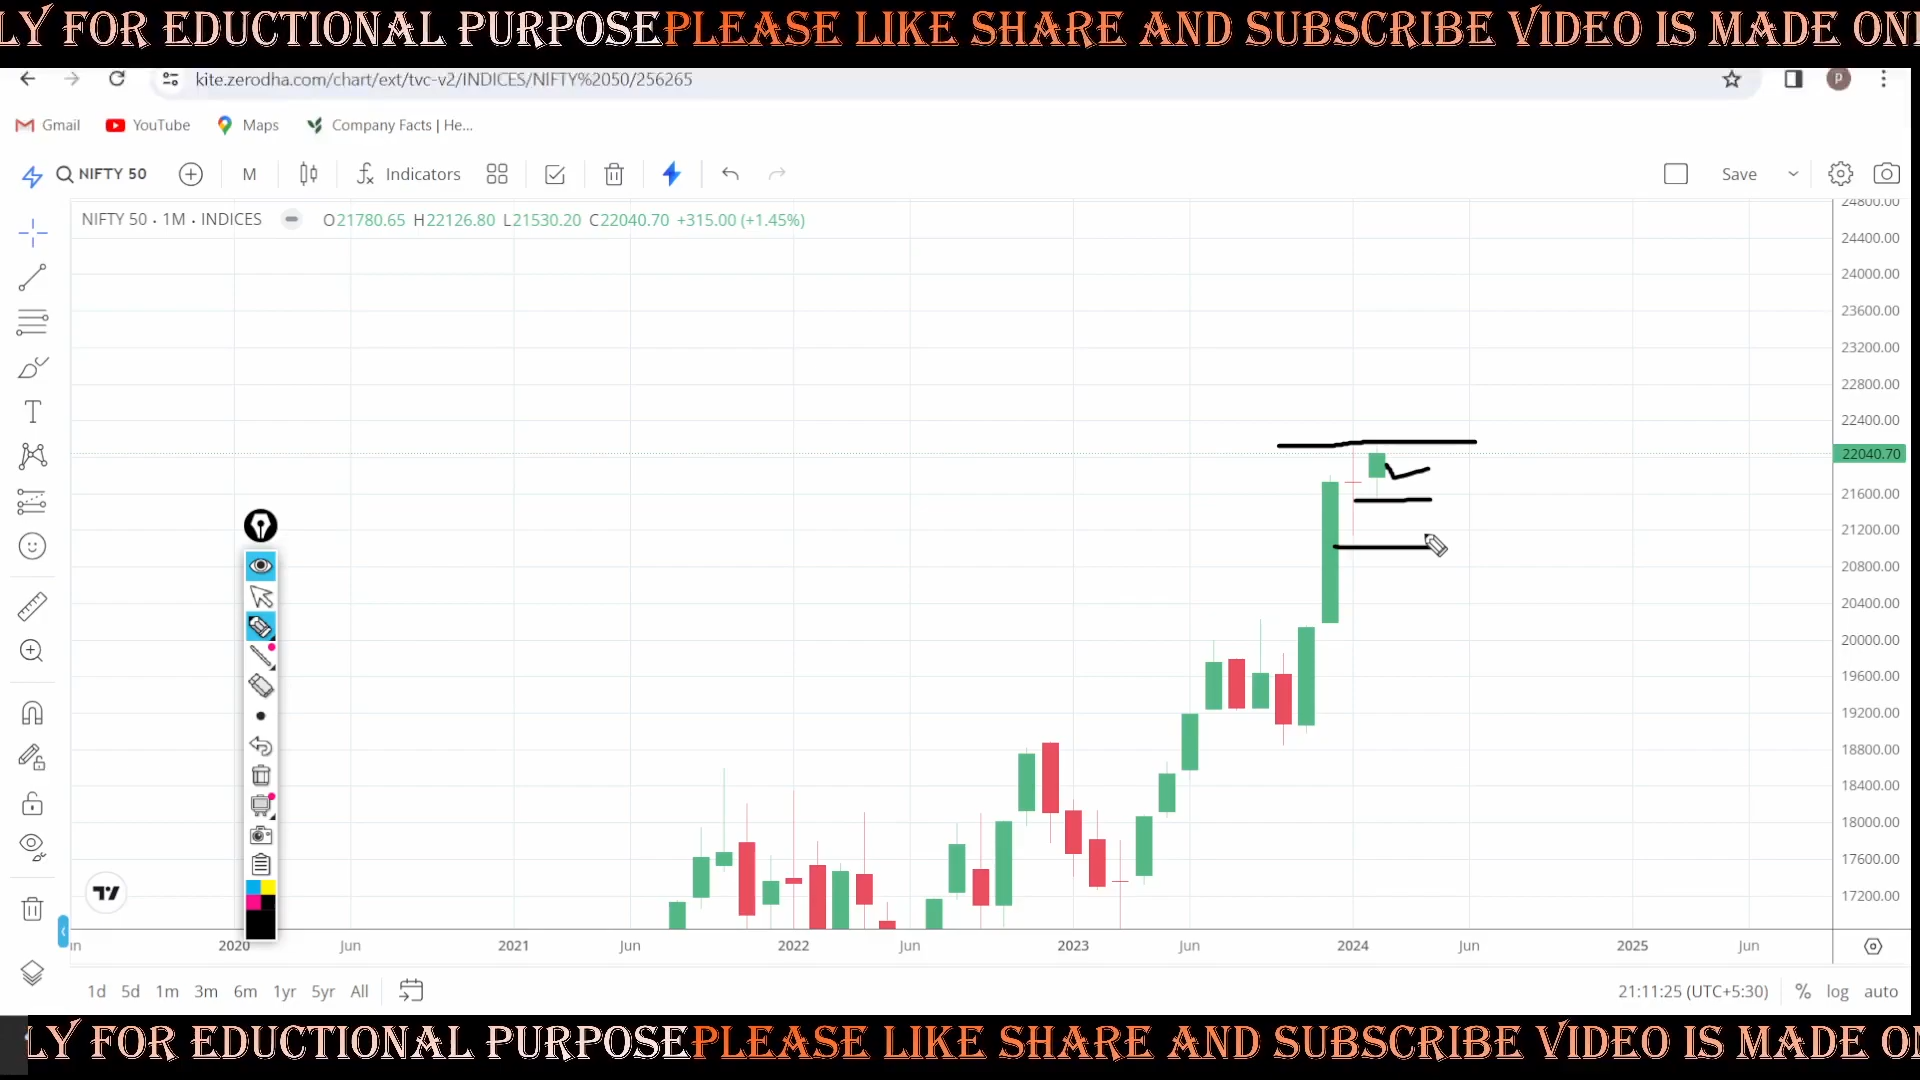 LY FOR EDUCTIONAL PURPOSEPLEASE LIKE SHARE AND SUBSCRIBE VIDEO IS MADE ON
kite.zerodha.com/chart/ext/tvc-v2/INDICES/NIFTY%2050/256265
P
Gmail YouTube Maps Company Facts | He...
NIFTY 50 M Indicators Save
NIFTY 50 · 1M · INDICES O21780.65 H22126.80 L21530.20 C22040.70 +315.00 (+1.45%)
24800.00
24400.00
24000.00
23600.00
23200.00
22800.00
22400.00
22040.70
21600.00
21200.00
20800.00
20400.00
20000.00
19600.00
19200.00
18800.00
18400.00
18000.00
17600.00
17200.00
2020 Jun 2021 Jun 2022 Jun 2023 Jun 2024 Jun 2025 Jun
1d 5d 1m 3m 6m 1yr 5yr All 21:11:25 (UTC+5:30) % log auto
LY FOR EDUCTIONAL PURPOSEPLEASE LIKE SHARE AND SUBSCRIBE VIDEO IS MADE O